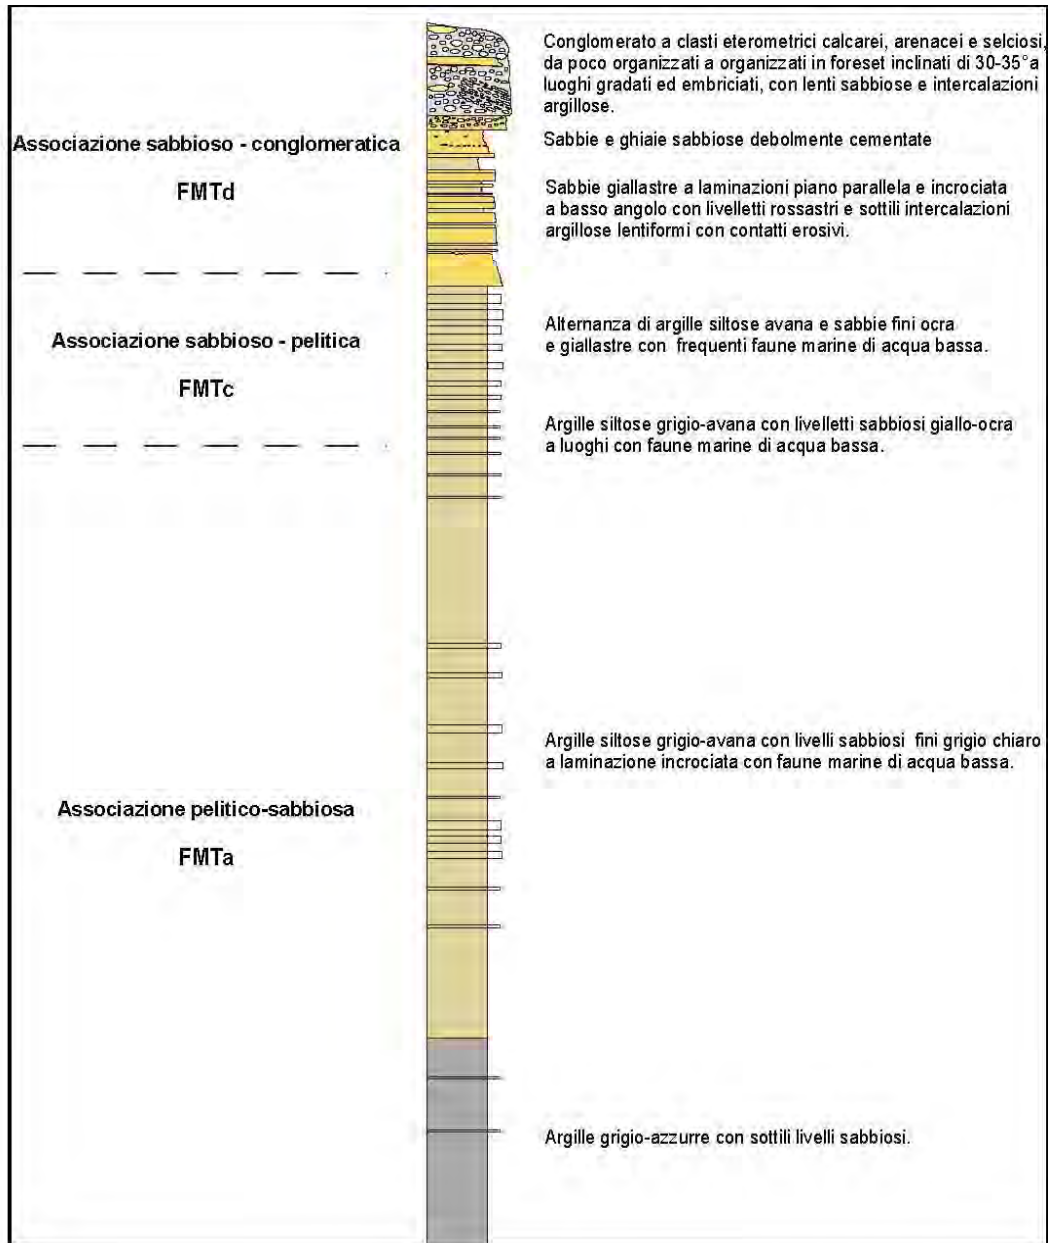 Conglomerato a clasti eterometrici calcarei, arenacei e selciosi,
da poco organizzati a organizzati in foreset inclinati di 30-35°a
luoghi gradati ed embriciati, con lenti sabbiose e intercalazioni
argillose.
Associazione sabbioso - conglomeratica
FMTd
Sabbie e ghiaie sabbiose debolmente cementate
Sabbie giallastre a laminazioni piano parallela e incrociata
a basso angolo con livelletti rossastri e sottili intercalazioni
argillose lentiformi con contatti erosivi.
Associazione sabbioso - pelitica
FMTc
Alternanza di argille siltose avana e sabbie fini ocra
e giallastre con frequenti faune marine di acqua bassa.
Argille siltose grigio-avana con livelletti sabbiosi giallo-ocra
a luoghi con faune marine di acqua bassa.
Associazione pelitico-sabbiosa
FMTa
Argille siltose grigio-avana con livelli sabbiosi fini grigio chiaro
a laminazione incrociata con faune marine di acqua bassa.
Argille grigio-azzurre con sottili livelli sabbiosi.